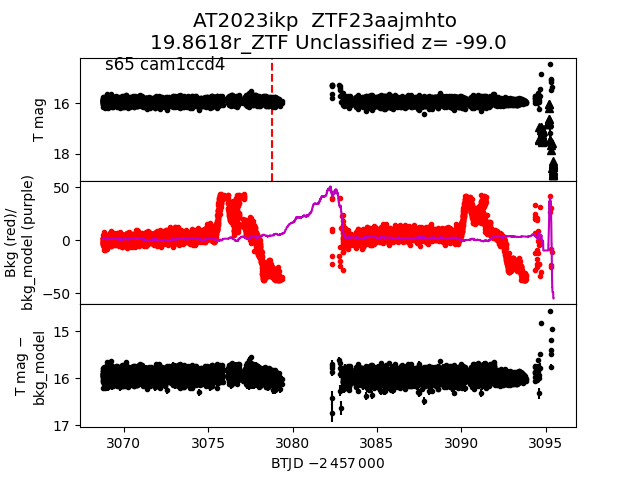 AT2023ikp  ZTF23aajmhto
19.8618r_ZTF Unclassified z= -99.0
s65 cam1ccd4
T mag
16
18
Bkg (red)/
bkg_model (purple)
50
0
−50
T mag −
bkg_model
15
16
17
3070
3075
3080
3085
3090
3095
BTJD −2 457 000